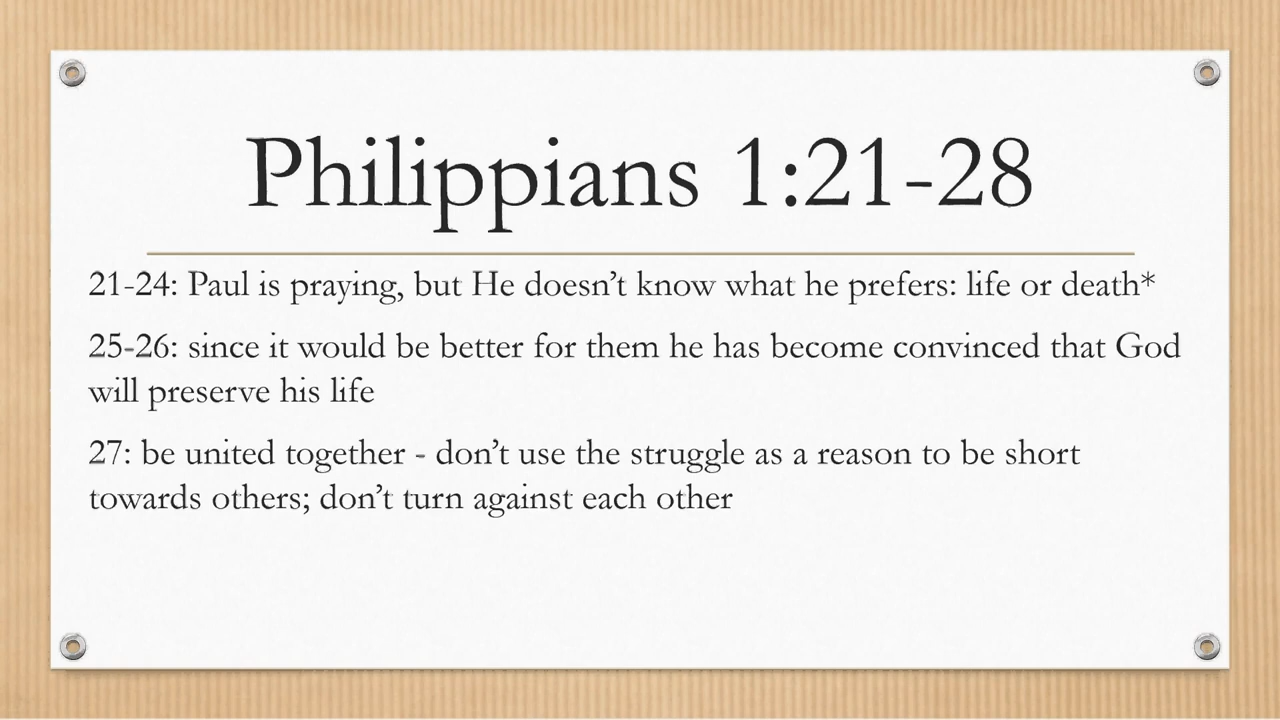 Philippians 1:21-28
21-24: Paul is praying, but He doesn’t know what he prefers: life or death*
25-26: since it would be better for them he has become convinced that God
will preserve his life
27: be united together - don’t use the struggle as a reason to be short
towards others; don’t turn against each other